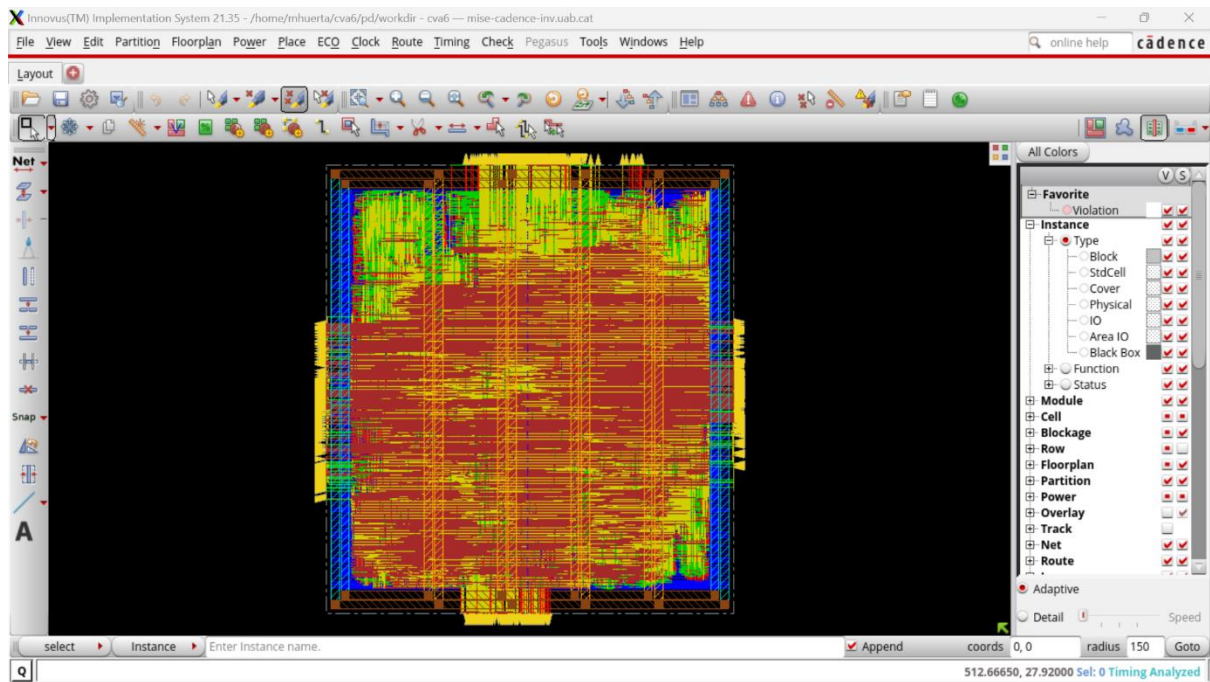 Innovus(TM) Implementation System 21.35 - /home/mhuerta/cva6/pd/workdir - cva6 — mise-cadence-inv.uab.cat
File View Edit Partition Floorplan Power Place ECO Clock Route Timing Check Pegasus Tools Windows Help
online help
cādence
Layout
Net
Snap
A
All Colors
V S
Favorite
Violation
Instance
Type
Block
StdCell
Cover
Physical
IO
Area IO
Black Box
Function
Status
Module
Cell
Blockage
Row
Floorplan
Partition
Power
Overlay
Track
Net
Route
Adaptive
Detail Speed
select Instance Enter Instance name. Append coords 0, 0 radius 150 Goto
Q
512.66650, 27.92000 Sel: 0 Timing Analyzed